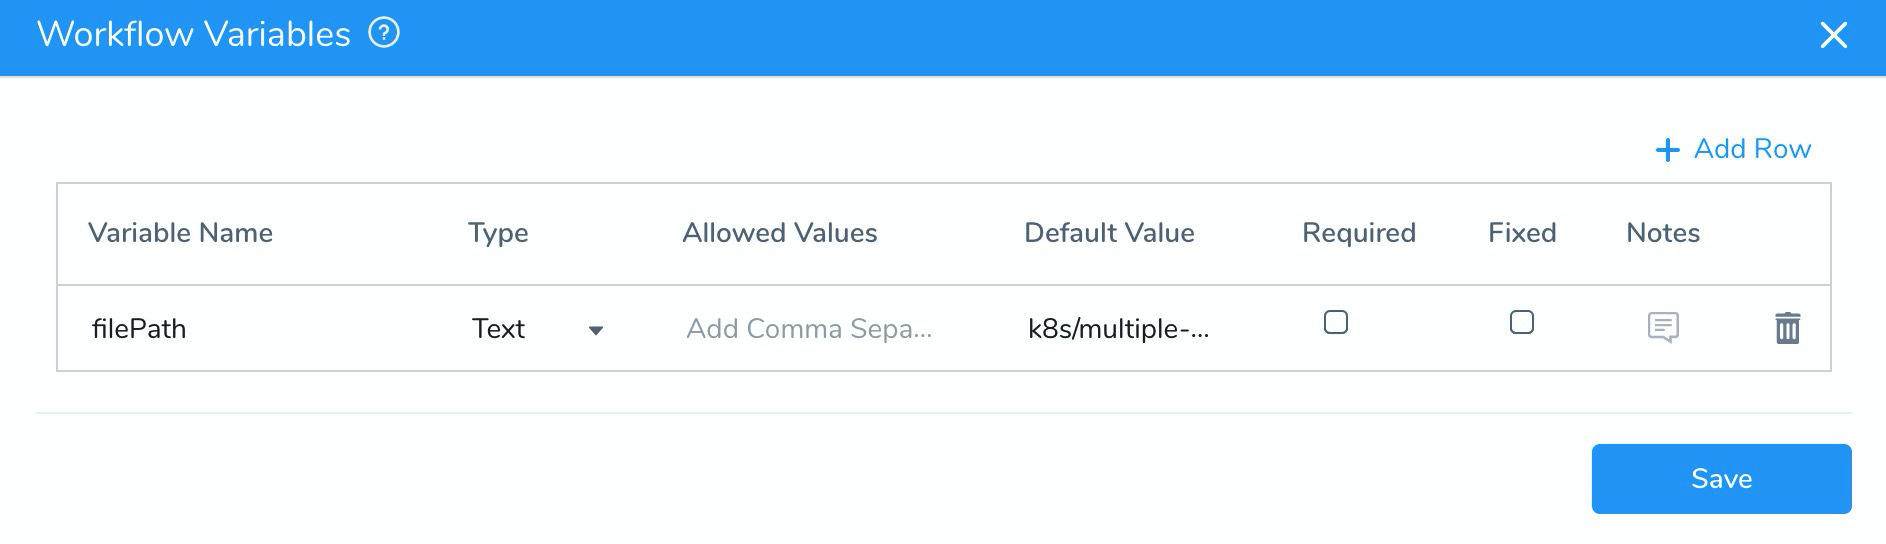 Workflow Variables ?
+ Add Row
Variable Name Type Allowed Values Default Value Required Fixed Notes
filePath Text Add Comma Sepa... k8s/multiple-...
Save